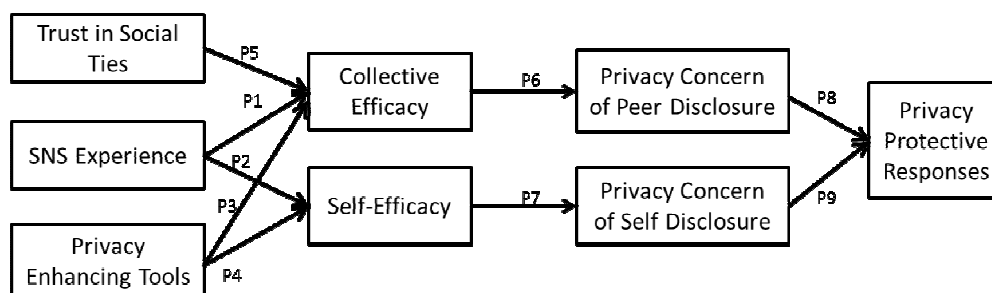 Trust in Social
Ties
SNS Experience
Privacy
Enhancing Tools
P5
P1
P2
P3
P4
Collective
Efficacy
Self-Efficacy
P6
P7
Privacy Concern
of Peer Disclosure
Privacy Concern
of Self Disclosure
P8
P9
Privacy
Protective
Responses